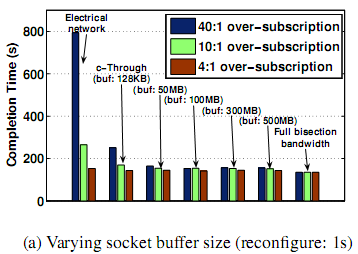 Electrical
network
40:1 over-subscription
10:1 over-subscription
4:1 over-subscription
c-Through
(buf: 128KB)
(buf: 50MB)
(buf: 100MB)
(buf: 300MB)
(buf: 500MB)
Full bisection
bandwidth
Completion Time (s)
800
600
400
200
0
(a) Varying socket buffer size (reconfigure: 1s)